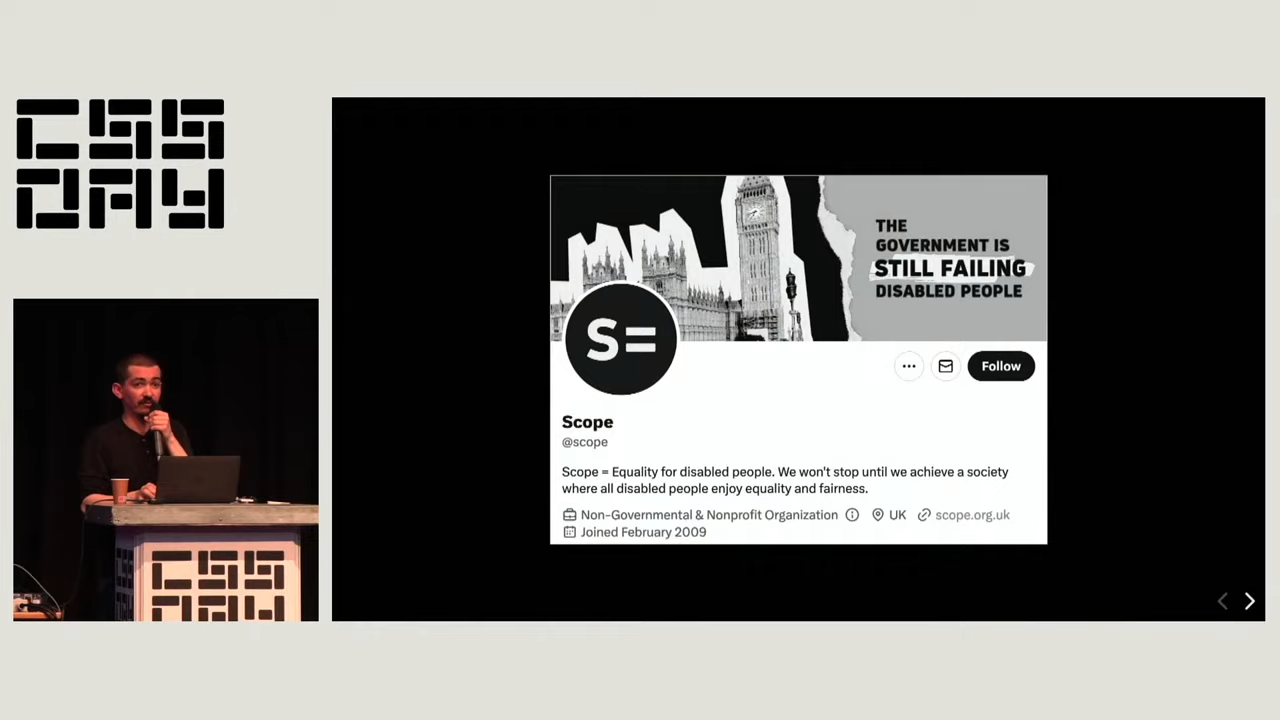 CSS
DAY
THE
GOVERNMENT IS
STILL FAILING
DISABLED PEOPLE
S=
Follow
Scope
@scope
Scope = Equality for disabled people. We won't stop until we achieve a society
where all disabled people enjoy equality and fairness.
Non-Governmental & Nonprofit Organization UK scope.org.uk
Joined February 2009
CSS
DAY